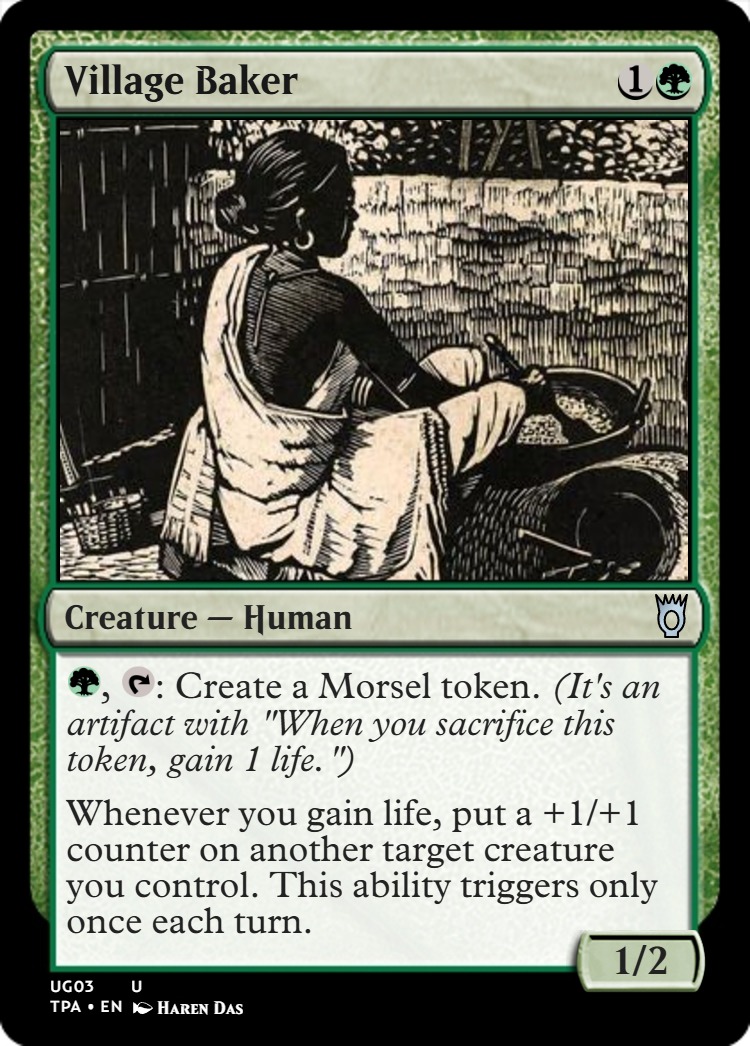 Village Baker 1
Creature — Human
, : Create a Morsel token. (It's an
artifact with "When you sacrifice this
token, gain 1 life.")
Whenever you gain life, put a +1/+1
counter on another target creature
you control. This ability triggers only
once each turn.
1/2
UG03 U
TPA • EN Haren Das